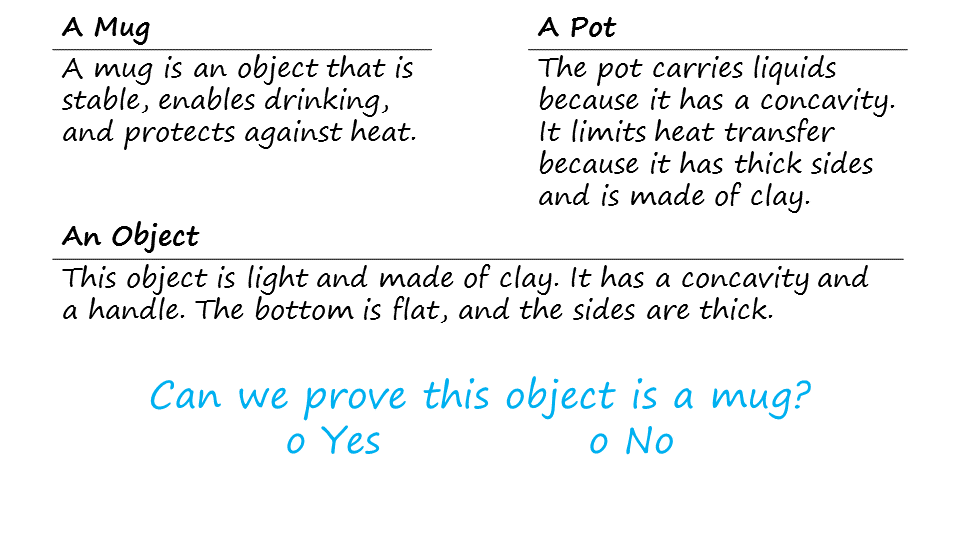 A Mug
A mug is an object that is
stable, enables drinking,
and protects against heat.
A Pot
The pot carries liquids
because it has a concavity.
It limits heat transfer
because it has thick sides
and is made of clay.
An Object
This object is light and made of clay. It has a concavity and
a handle. The bottom is flat, and the sides are thick.
Can we prove this object is a mug?
o Yes
o No